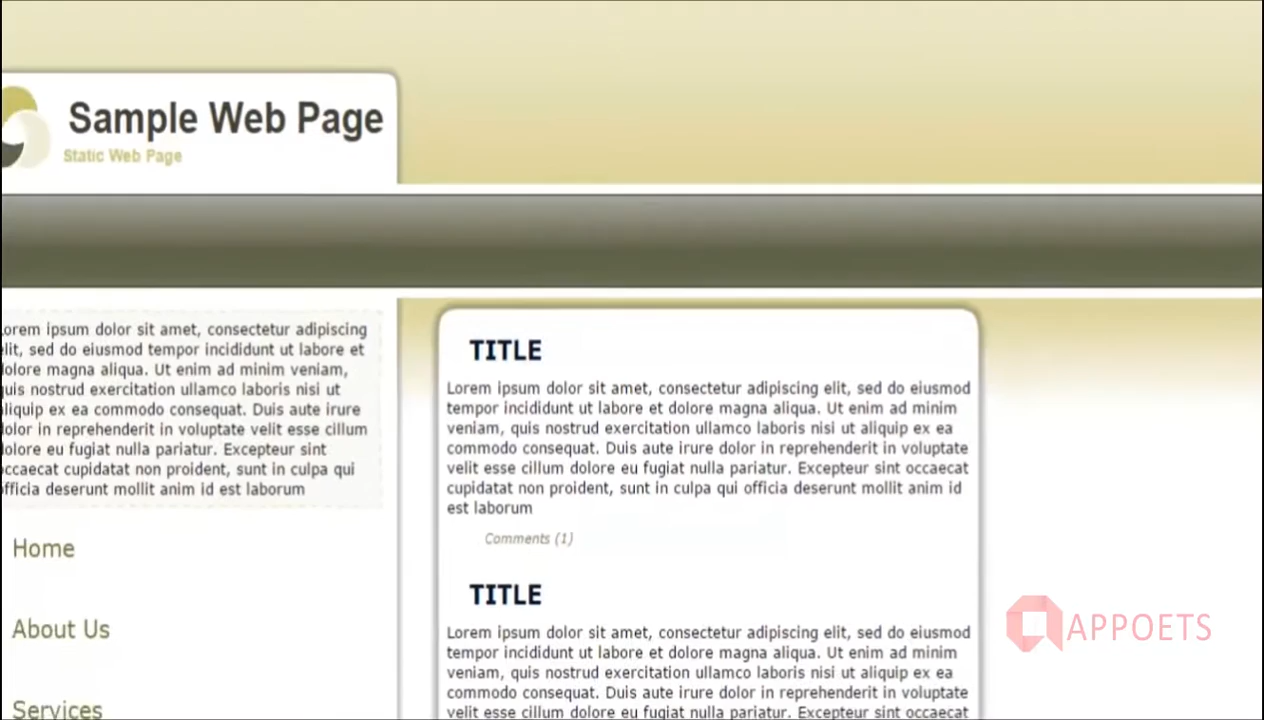 Sample Web Page
Static Web Page
orem ipsum dolor sit amet, consectetur adipiscing
lit, sed do eiusmod tempor incididunt ut labore et
olore magna aliqua. Ut enim ad minim veniam,
uis nostrud exercitation ullamco laboris nisi ut
liquip ex ea commodo consequat. Duis aute irure
olor in reprehenderit in voluptate velit esse cillum
olore eu fugiat nulla pariatur. Excepteur sint
ccaecat cupidatat non proident, sunt in culpa qui
fficia deserunt mollit anim id est laborum
Home
About Us
Services
TITLE
Lorem ipsum dolor sit amet, consectetur adipiscing elit, sed do eiusmod
tempor incididunt ut labore et dolore magna aliqua. Ut enim ad minim
veniam, quis nostrud exercitation ullamco laboris nisi ut aliquip ex ea
commodo consequat. Duis aute irure dolor in reprehenderit in voluptate
velit esse cillum dolore eu fugiat nulla pariatur. Excepteur sint occaecat
cupidatat non proident, sunt in culpa qui officia deserunt mollit anim id
est laborum
Comments (1)
TITLE
Lorem ipsum dolor sit amet, consectetur adipiscing elit, sed do eiusmod
tempor incididunt ut labore et dolore magna aliqua. Ut enim ad minim
veniam, quis nostrud exercitation ullamco laboris nisi ut aliquip ex ea
commodo consequat. Duis aute irure dolor in reprehenderit in voluptate
velit esse cillum dolore eu fugiat nulla pariatur. Excepteur sint occaecat
APPOETS